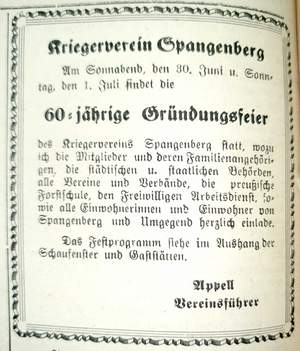 Kriegerverein Spangenberg
Am Sonnabend, den 30. Juni u. Sonn-
tag, den 1. Juli findet die
60-jährige Gründungsfeier
des Kriegervereins Spangenberg statt, wozu
ich die Mitglieder und deren Familienangehöri-
gen, die städtischen u. staatlichen Behörden,
alle Vereine und Verbände, die preußische
Forstschule, den Freiwilligen Arbeitsdienst, so-
wie alle Einwohnerinnen und Einwohner von
Spangenberg und Umgegend herzlich einlade.
Das Festprogramm siehe im Aushang der
Schaufenster und Gaststätten.
Appell
Vereinsführer